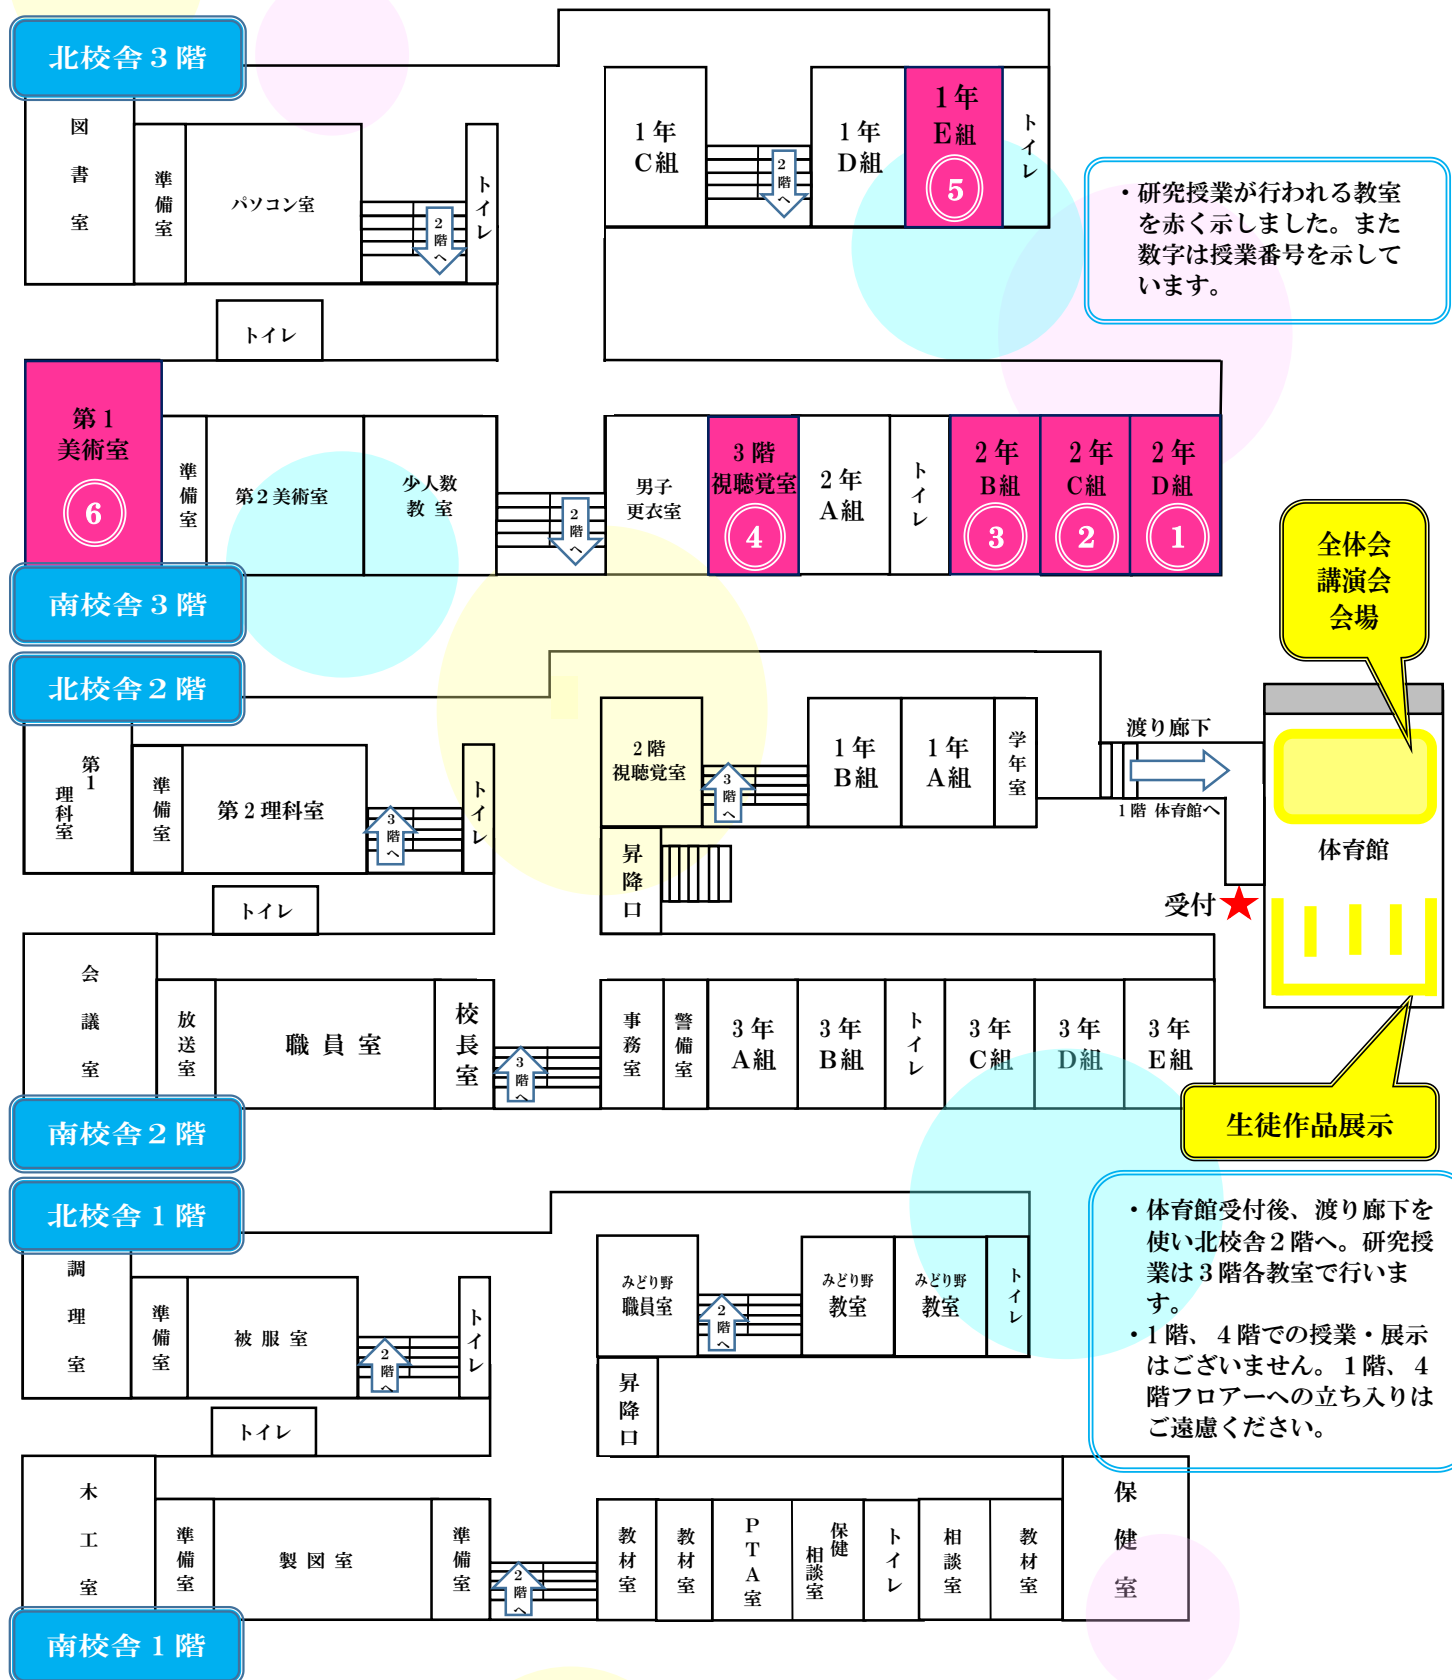 北校舎３階
図書室
準備室
パソコン室
2階へ
トイレ
1年
C組
2階へ
1年
D組
1年
E組
5
トイレ
・研究授業が行われる教室
を赤く示しました。また
数字は授業番号を示して
います。
トイレ
第1
美術室
6
準備室
第2美術室
少人数
教室
2階へ
男子
更衣室
3階
視聴覚室
4
2年
A組
トイレ
2年
B組
3
2年
C組
2
2年
D組
1
南校舎３階
全体会
講演会
会場
北校舎２階
第1
理科室
準備室
第2理科室
3階へ
トイレ
2階
視聴覚室
3階へ
1年
B組
1年
A組
学年室
渡り廊下
1階 体育館へ
体育館
昇降口
受付
トイレ
会議室
放送室
職員室
校長室
3階へ
事務室
警備室
3年
A組
3年
B組
トイレ
3年
C組
3年
D組
3年
E組
南校舎２階
生徒作品展示
北校舎１階
調理室
準備室
被服室
2階へ
トイレ
みどり野
職員室
2階へ
みどり野
教室
みどり野
教室
トイレ
・体育館受付後、渡り廊下を
使い北校舎２階へ。研究授
業は３階各教室で行いま
す。
・1階、４階での授業・展示
はございません。１階、４
階フロアーへの立ち入りは
ご遠慮ください。
昇降口
トイレ
木工室
準備室
製図室
準備室
2階へ
教材室
教材室
PTA室
保健
相談室
トイレ
相談室
教材室
保健室
南校舎１階